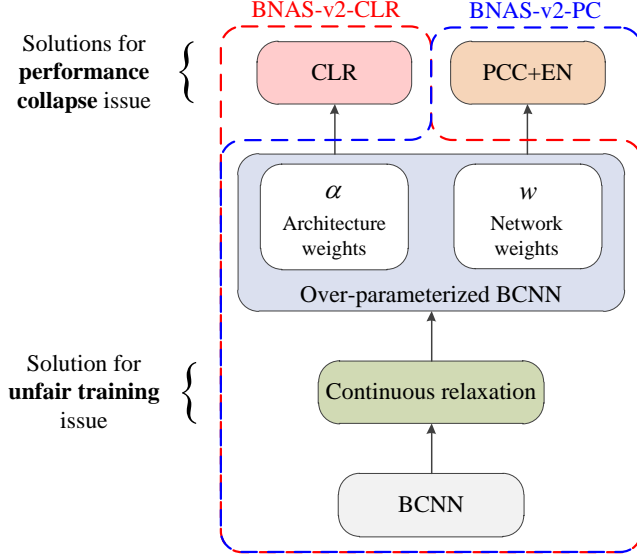 BNAS-v2-CLR
BNAS-v2-PC
Solutions for
performance
collapse issue
CLR
PCC+EN
α
Architecture
weights
w
Network
weights
Over-parameterized BCNN
Solution for
unfair training
issue
Continuous relaxation
BCNN